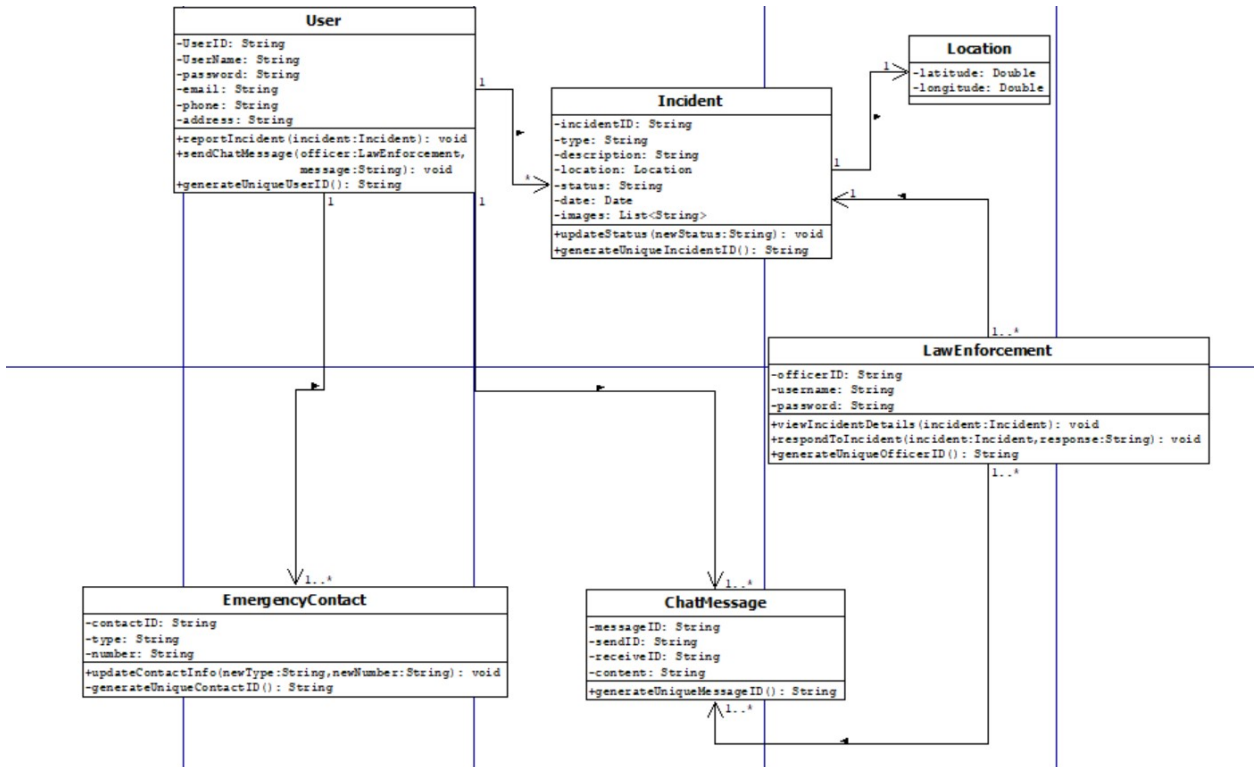 User
-UserID: String
-UserName: String
-password: String
-email: String
-phone: String
-address: String
+reportIncident(incident:Incident): void
+sendChatMessage(officer:LawEnforcement,
message:String): void
+generateUniqueUserID(): String
1
*
1
1
Incident
-incidentID: String
-type: String
-description: String
-location: Location
-status: String
-date: Date
-images: List<String>
+updateStatus(newStatus:String): void
+generateUniqueIncidentID(): String
1
1
1
Location
-latitude: Double
-longitude: Double
1..*
LawEnforcement
-officerID: String
-username: String
-password: String
+viewIncidentDetails(incident:Incident): void
+respondToIncident(incident:Incident,response:String): void
+generateUniqueOfficerID(): String
1..*
1..*
EmergencyContact
-contactID: String
-type: String
-number: String
+updateContactInfo(newType:String,newNumber:String): void
-generateUniqueContactID(): String
1..*
ChatMessage
-messageID: String
-sendID: String
-receiveID: String
-content: String
+generateUniqueMessageID(): String
1..*